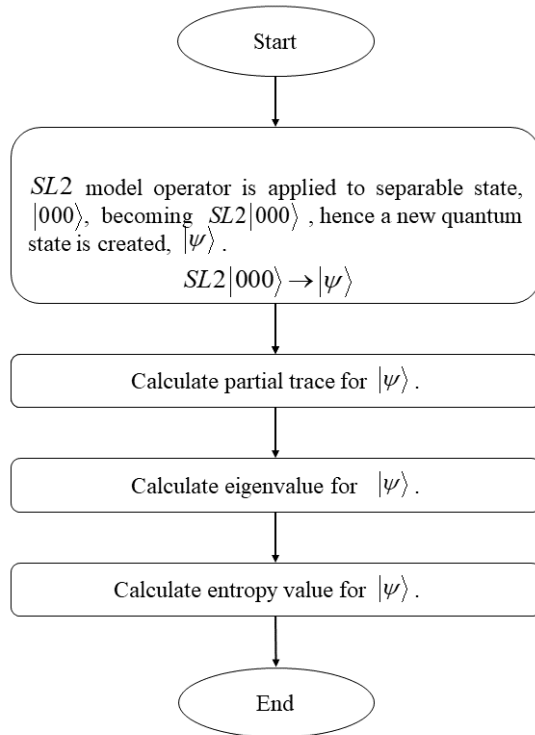 Start
SL2 model operator is applied to separable state,
|000⟩, becoming SL2|000⟩ , hence a new quantum
state is created, |ψ⟩ .
SL2|000⟩ → |ψ⟩
Calculate partial trace for |ψ⟩ .
Calculate eigenvalue for |ψ⟩ .
Calculate entropy value for |ψ⟩ .
End